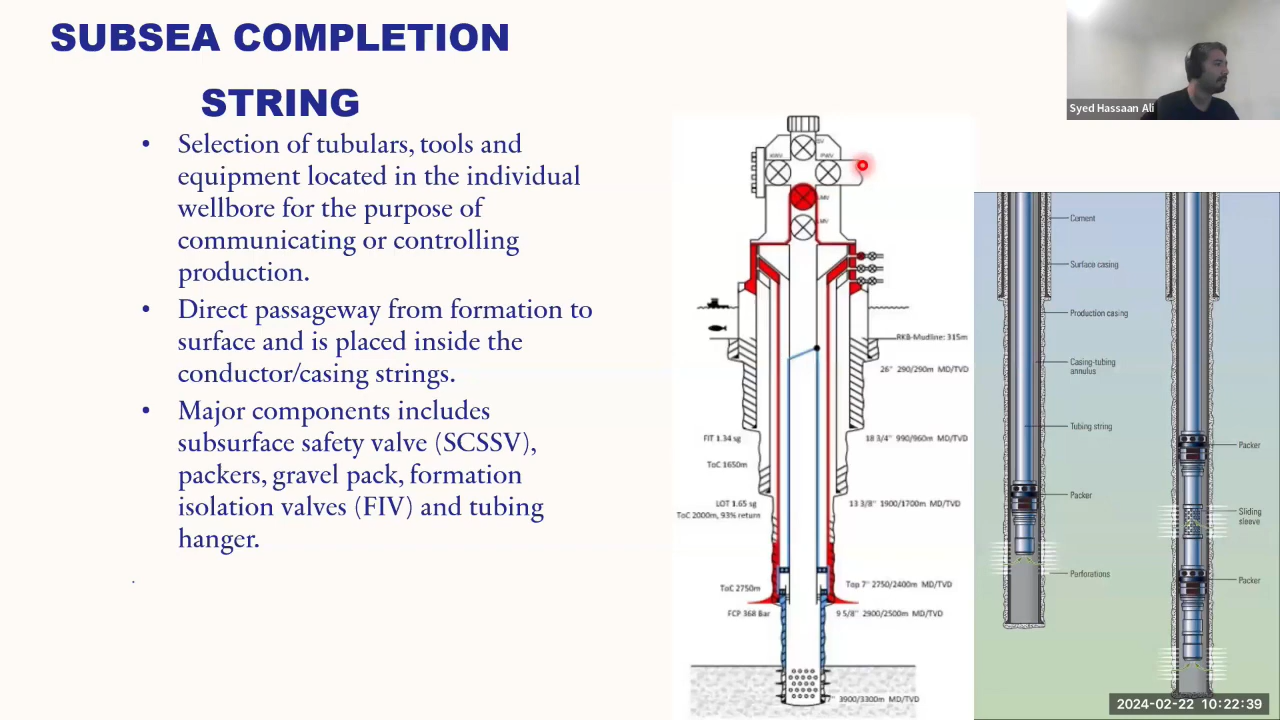 SUBSEA COMPLETION
STRING
• Selection of tubulars, tools and
equipment located in the individual
wellbore for the purpose of
communicating or controlling
production.
• Direct passageway from formation to
surface and is placed inside the
conductor/casing strings.
• Major components includes
subsurface safety valve (SCSSV),
packers, gravel pack, formation
isolation valves (FIV) and tubing
hanger.
.
RKB-Mudline: 315m
26" 290/290m MD/TVD
FIT 1.34 sg
18 3/4" 990/960m MD/TVD
ToC 1650m
LOT 1.65 sg
13 3/8" 1900/1700m MD/TVD
ToC 2000m, 93% return
ToC 2750m
Top 7" 2750/2400m MD/TVD
FCP 368 Bar
9 5/8" 2900/2500m MD/TVD
7" 3900/3300m MD/TVD
Cement
Surface casing
Production casing
Casing-tubing
annulus
Tubing string
Packer
Perforations
Packer
Sliding
sleeve
Packer
Syed Hassaan Ali
2024-02-22 10:22:39